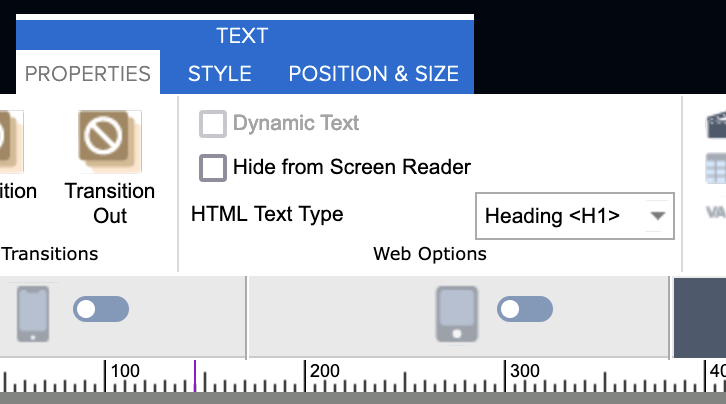 TEXT
PROPERTIES STYLE POSITION & SIZE
Dynamic Text
Hide from Screen Reader
ition Transition Out
HTML Text Type Heading <H1>
Transitions Web Options
100 200 300 40